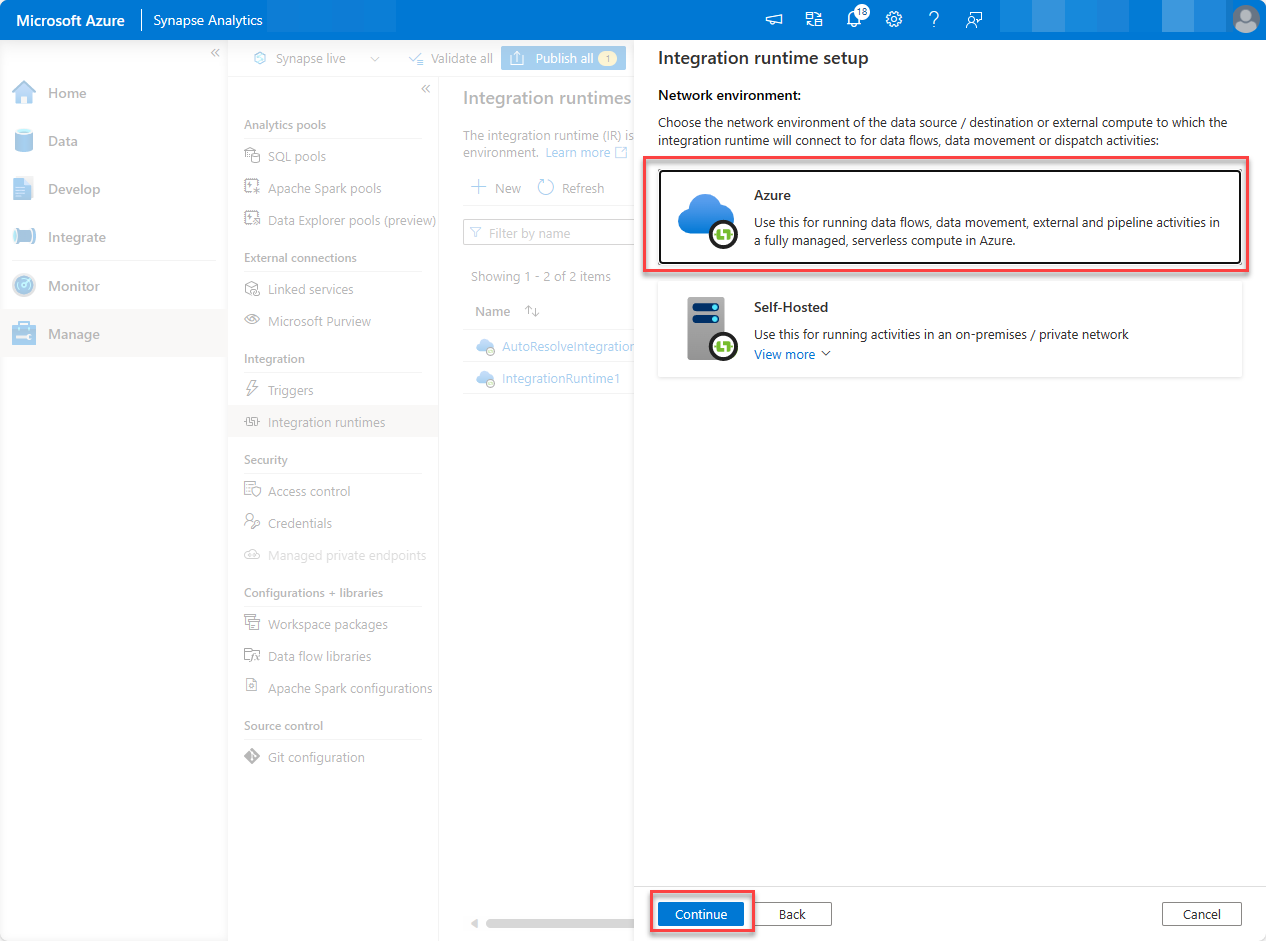 Microsoft Azure
Synapse Analytics
18
Home
Data
Develop
Integrate
Monitor
Manage
Synapse live
Validate all
Publish all
1
Analytics pools
SQL pools
Apache Spark pools
Data Explorer pools (preview)
External connections
Linked services
Microsoft Purview
Integration
Triggers
Integration runtimes
Security
Access control
Credentials
Managed private endpoints
Configurations + libraries
Workspace packages
Data flow libraries
Apache Spark configurations
Source control
Git configuration
Integration runtimes
The integration runtime (IR) is
environment. Learn more
New
Refresh
Filter by name
Showing 1 - 2 of 2 items
Name
AutoResolveIntegration
IntegrationRuntime1
Integration runtime setup
Network environment:
Choose the network environment of the data source / destination or external compute to which the
integration runtime will connect to for data flows, data movement or dispatch activities:
Azure
Use this for running data flows, data movement, external and pipeline activities in
a fully managed, serverless compute in Azure.
Self-Hosted
Use this for running activities in an on-premises / private network
View more
Continue
Back
Cancel